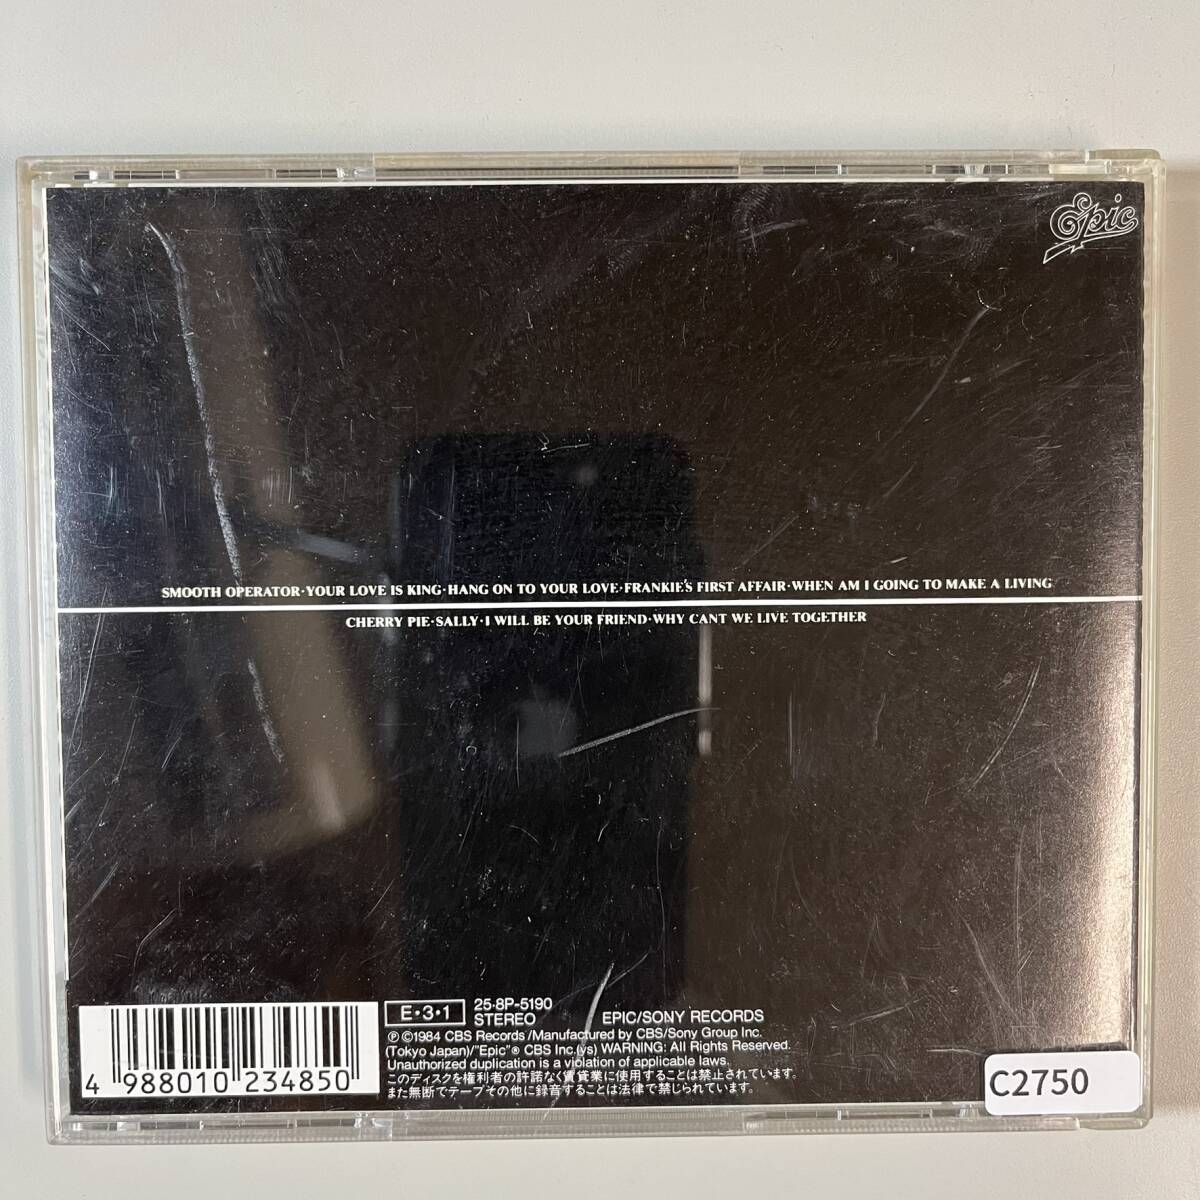 Epic
SMOOTH OPERATOR·YOUR LOVE IS KING·HANG ON TO YOUR LOVE·FRANKIE'S FIRST AFFAIR·WHEN AM I GOING TO MAKE A LIVING
CHERRY PIE·SALLY·I WILL BE YOUR FRIEND·WHY CANT WE LIVE TOGETHER
E·3·1
25·8P-5190
STEREO EPIC/SONY RECORDS
Ⓟ©1984 CBS Records /Manufactured by CBS/Sony Group Inc.
(Tokyo Japan)/"Epic"® CBS Inc.(ys) WARNING: All Rights Reserved.
Unauthorized duplication is a violation of applicable laws.
このディスクを権利者の許諾なく賃貸業に使用することは禁止されています。
また無断でテープその他に録音することは法律で禁じられています。
4 988010 234850
C2750